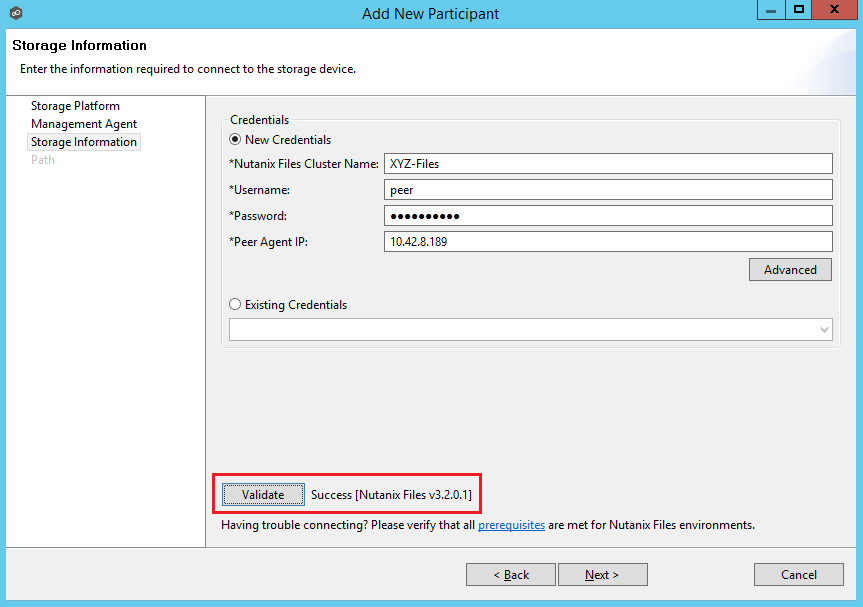 Add New Participant
Storage Information
Enter the information required to connect to the storage device.
Storage Platform
Management Agent
Storage Information
Path
Credentials
New Credentials
*Nutanix Files Cluster Name: XYZ-Files
*Username: peer
*Password: ●●●●●●●●●●
*Peer Agent IP: 10.42.8.189
Advanced
Existing Credentials
Validate Success [Nutanix Files v3.2.0.1]
Having trouble connecting? Please verify that all prerequisites are met for Nutanix Files environments.
< Back Next > Cancel